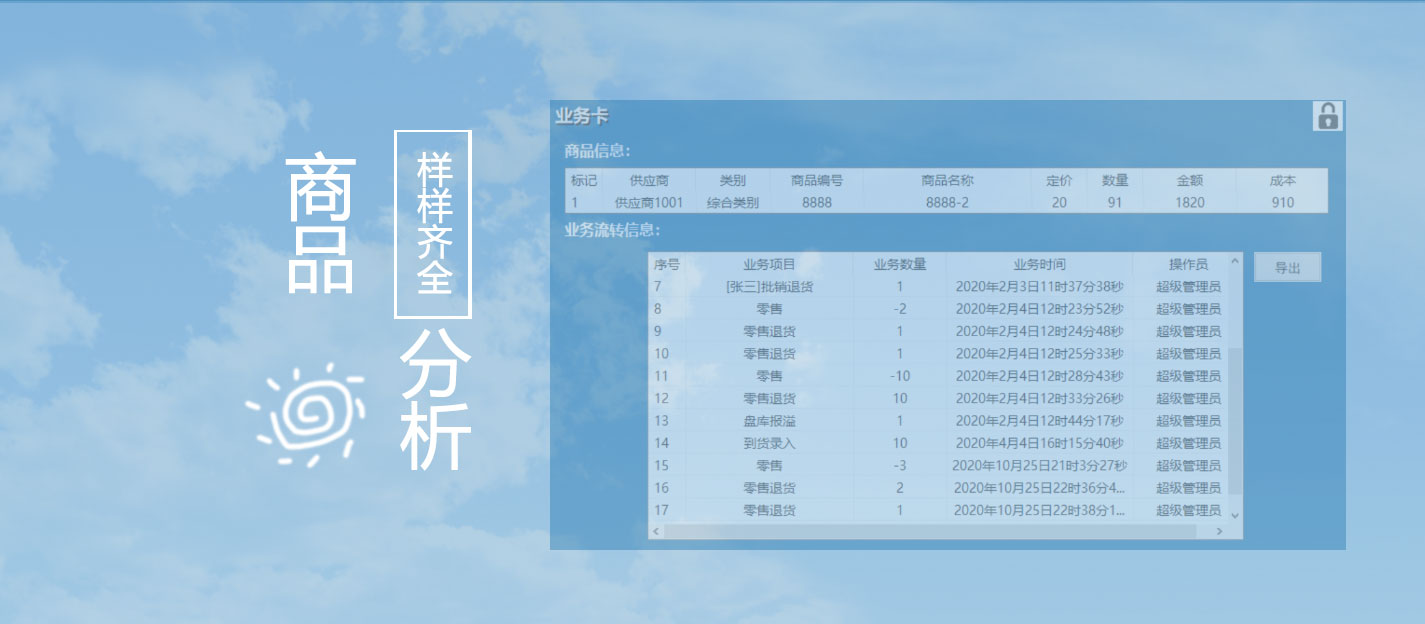 商品
样样齐全
分析
业务卡
商品信息：
标记 供应商 类别 商品编号 商品名称 定价 数量 金额 成本
1 供应商1001 综合类别 8888 8888-2 20 91 1820 910
业务流转信息：
序号 业务项目 业务数量 业务时间 操作员
7 [张三]批销退货 1 2020年2月3日11时37分38秒 超级管理员
8 零售 -2 2020年2月4日12时23分52秒 超级管理员
9 零售退货 1 2020年2月4日12时24分48秒 超级管理员
10 零售退货 1 2020年2月4日12时25分33秒 超级管理员
11 零售 -10 2020年2月4日12时28分43秒 超级管理员
12 零售退货 10 2020年2月4日12时33分26秒 超级管理员
13 盘库报溢 1 2020年2月4日12时44分17秒 超级管理员
14 到货录入 10 2020年4月4日16时15分40秒 超级管理员
15 零售 -3 2020年10月25日21时3分27秒 超级管理员
16 零售退货 2 2020年10月25日22时36分4... 超级管理员
17 零售退货 1 2020年10月25日22时38分1... 超级管理员
导出